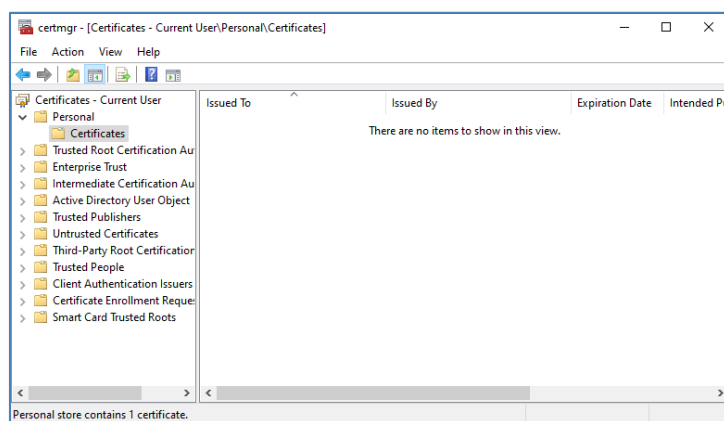 certmgr - [Certificates - Current User\Personal\Certificates]
File Action View Help
Certificates - Current User
Personal
Certificates
Trusted Root Certification Au
Enterprise Trust
Intermediate Certification Au
Active Directory User Object
Trusted Publishers
Untrusted Certificates
Third-Party Root Certification
Trusted People
Client Authentication Issuers
Certificate Enrollment Reques
Smart Card Trusted Roots
Issued To Issued By Expiration Date Intended P
There are no items to show in this view.
Personal store contains 1 certificate.